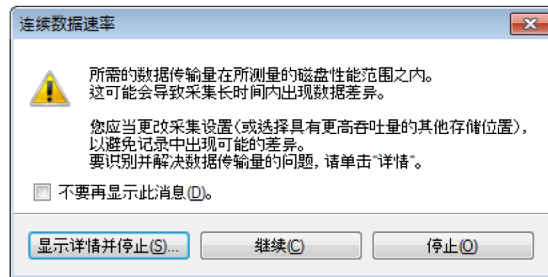 连续数据速率
所需的数据传输量在所测量的磁盘性能范围之内。
这可能会导致采集长时间内出现数据差异。
您应当更改采集设置(或选择具有更高吞吐量的其他存储位置),
以避免记录中出现可能的差异。
要识别并解决数据传输量的问题, 请单击“详情”。
不要再显示此消息(D)。
显示详情并停止(S)... 继续(C) 停止(O)